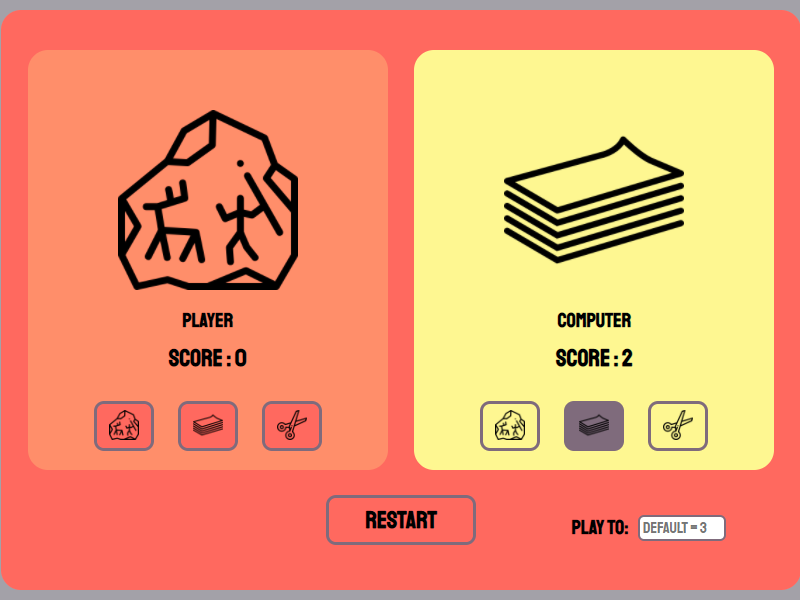 PLAYER
SCORE : 0
COMPUTER
SCORE : 2
RESTART
PLAY TO:
DEFAULT = 3